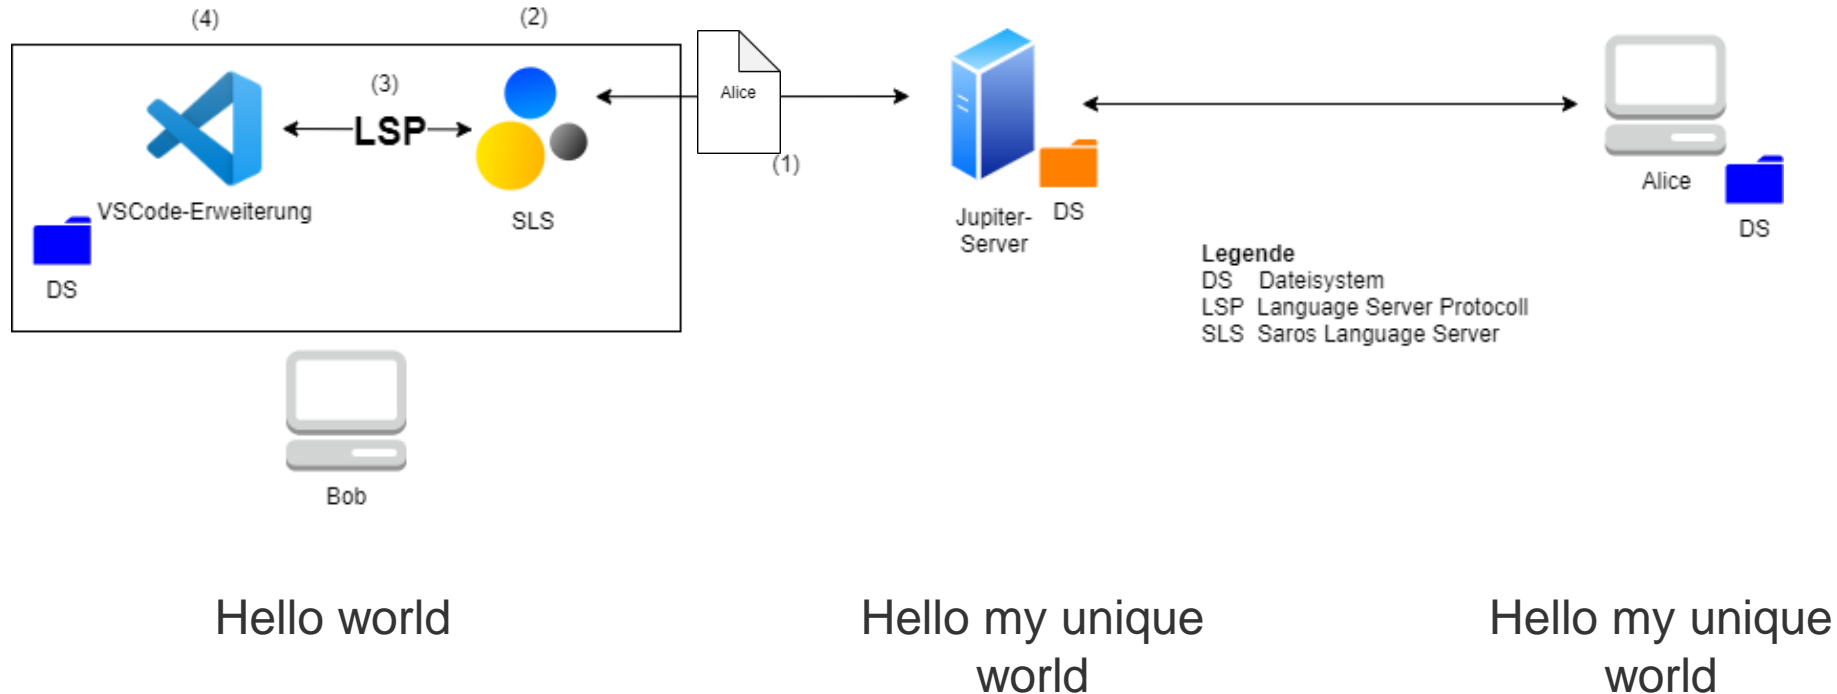 (4)
(2)
(3)
LSP
Alice
(1)
VSCode-Erweiterung
SLS
DS
Jupiter-
Server
DS
Alice
DS
Legende
DS Dateisystem
LSP Language Server Protocoll
SLS Saros Language Server
Bob
Hello world
Hello my unique
world
Hello my unique
world